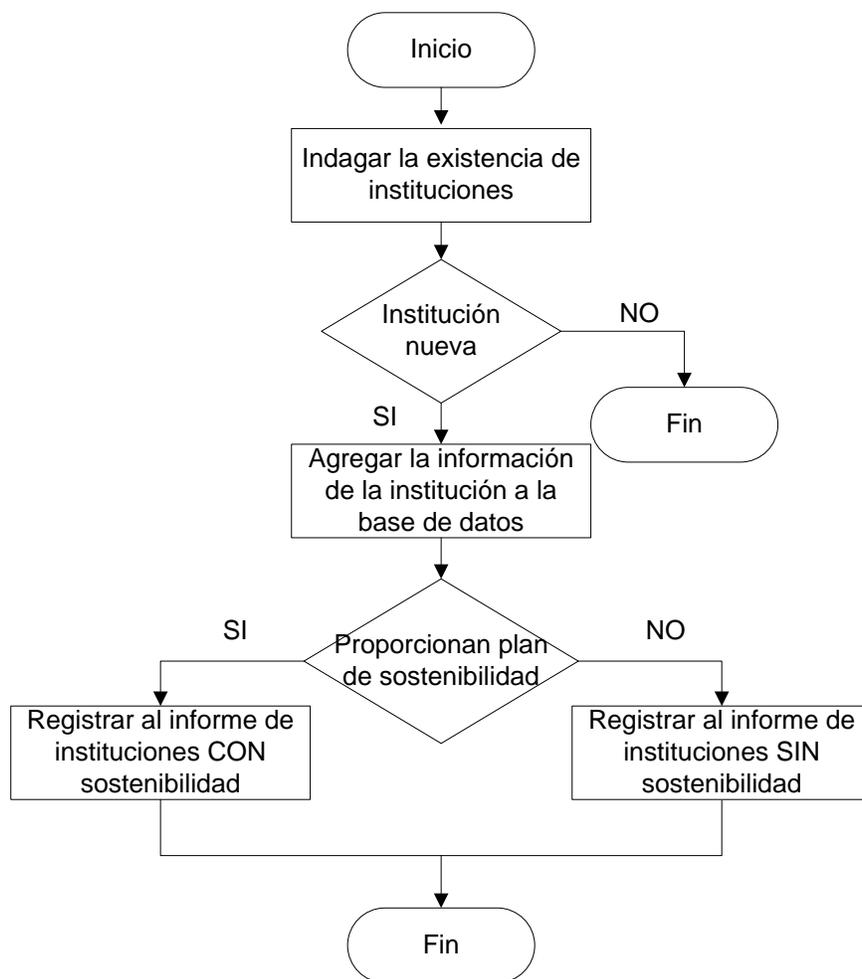 Inicio
Indagar la existencia de
instituciones
Institución
nueva
NO
Fin
SI
Agregar la información
de la institución a la
base de datos
Proporcionan plan
de sostenibilidad
SI
NO
Registrar al informe de
instituciones CON
sostenibilidad
Registrar al informe de
instituciones SIN
sostenibilidad
Fin